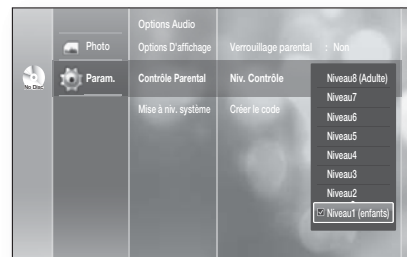 Options Audio
Photo
Options D'affichage
Verrouillage parental : Non
No Disc
Param.
Contrôle Parental
Niv. Contrôle
Mise à niv. système
Créer le code
Niveau8 (Adulte)
Niveau7
Niveau6
Niveau5
Niveau4
Niveau3
Niveau2
Niveau1 (enfants)